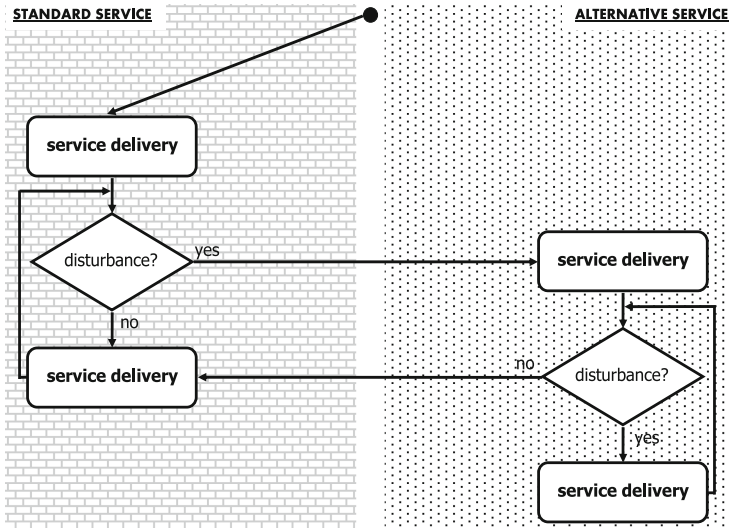 STANDARD SERVICE
ALTERNATIVE SERVICE
service delivery
disturbance?
yes
no
service delivery
service delivery
disturbance?
no
yes
service delivery